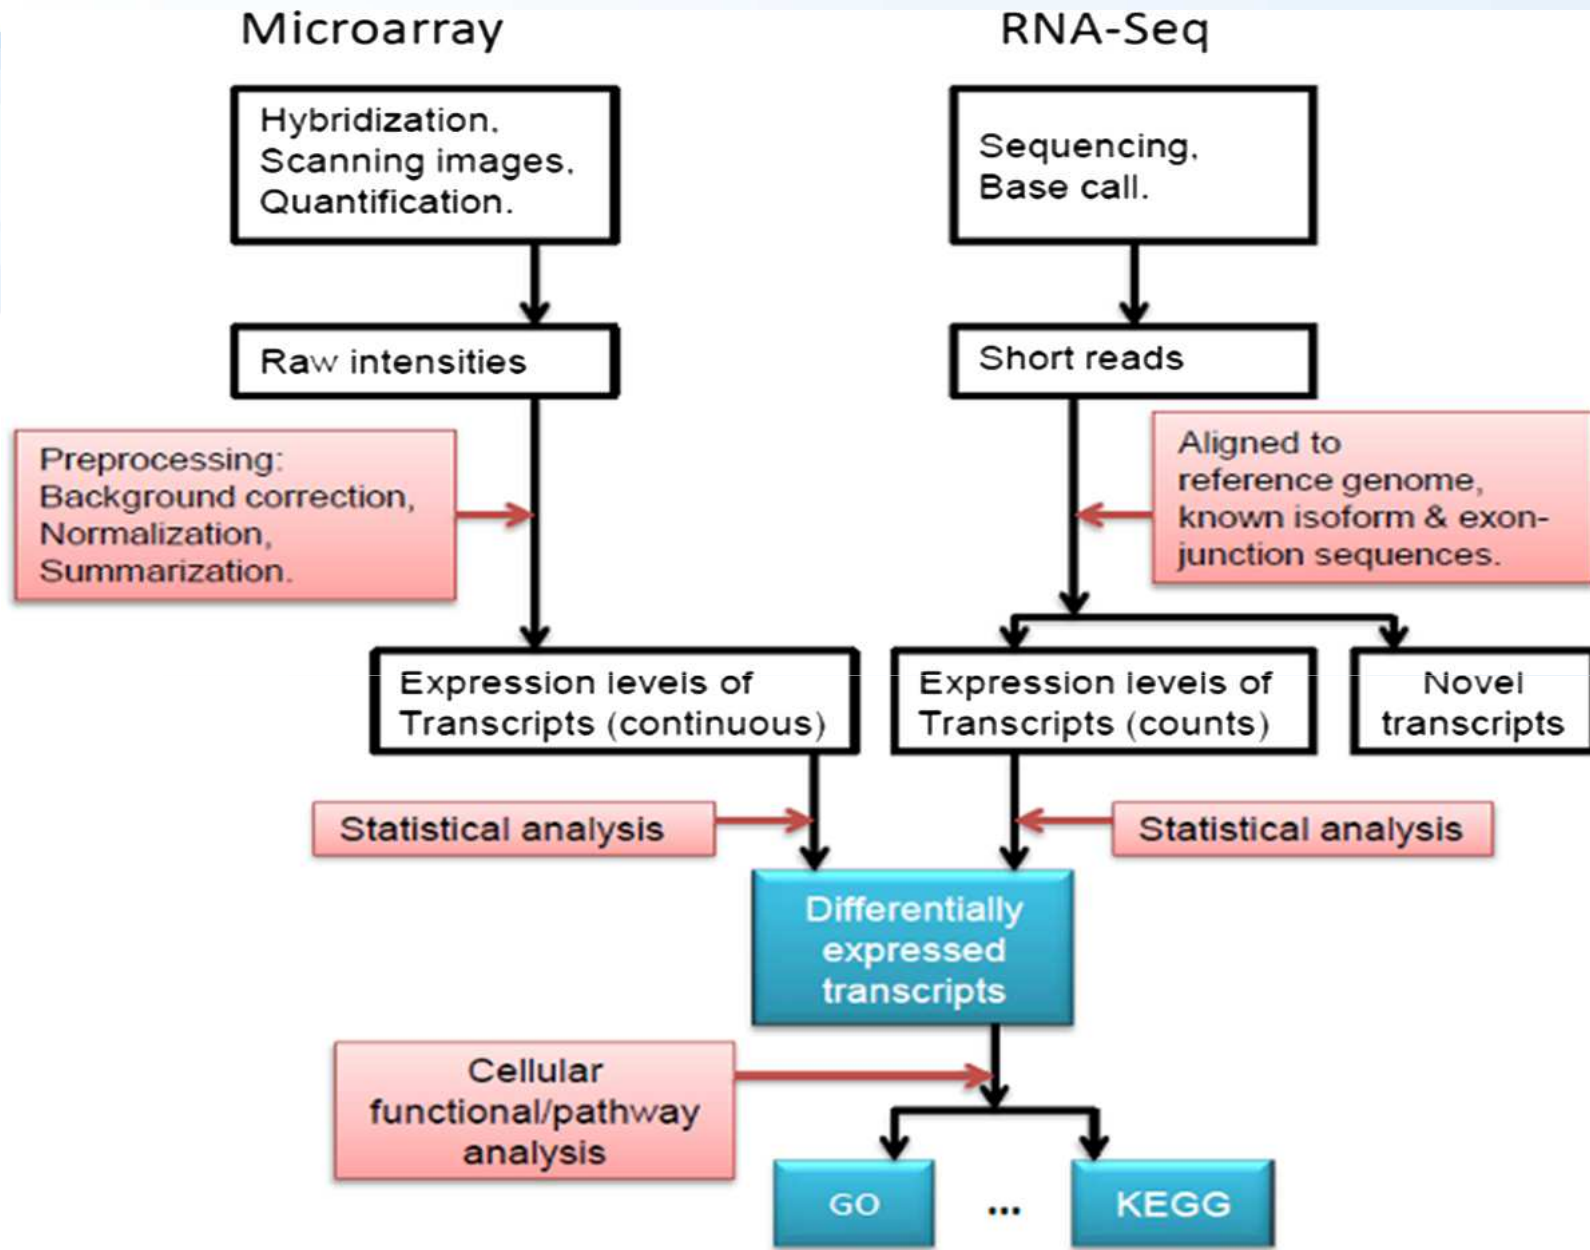 Microarray
RNA-Seq
Hybridization,
Scanning images,
Quantification.
Sequencing,
Base call.
Raw intensities
Short reads
Preprocessing:
Background correction,
Normalization,
Summarization.
Aligned to
reference genome,
known isoform & exon-
junction sequences.
Expression levels of
Transcripts (continuous)
Expression levels of
Transcripts (counts)
Novel
transcripts
Statistical analysis
Statistical analysis
Differentially
expressed
transcripts
Cellular
functional/pathway
analysis
GO
...
KEGG